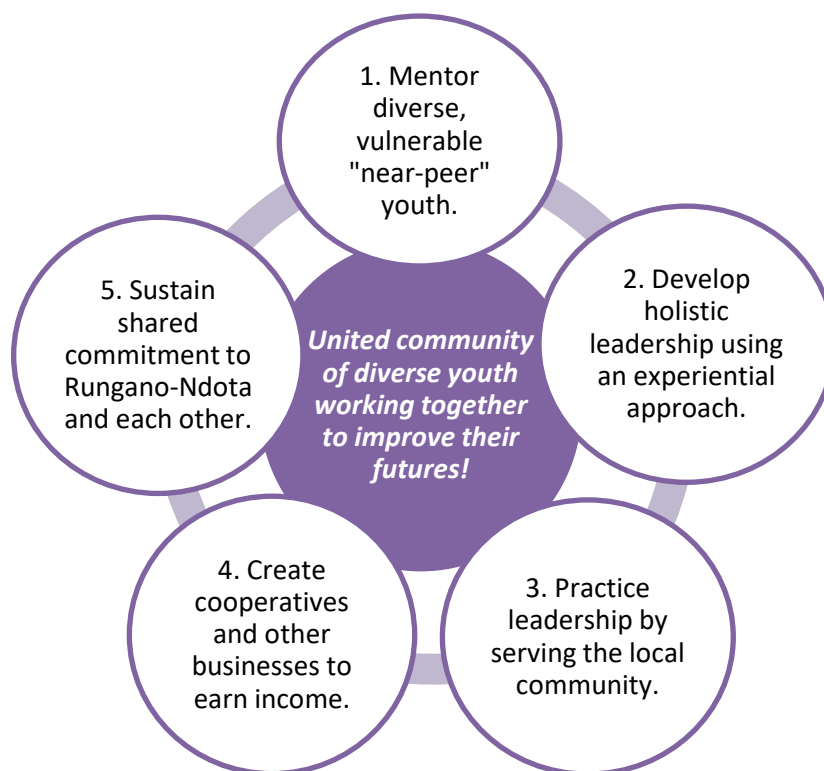 1. Mentor
diverse,
vulnerable
"near-peer"
youth.
2. Develop
holistic
leadership using
an experiential
approach.
3. Practice
leadership by
serving the local
community.
4. Create
cooperatives
and other
businesses to
earn income.
5. Sustain
shared
commitment to
Rungano-Ndota
and each other.
United community
of diverse youth
working together
to improve their
futures!